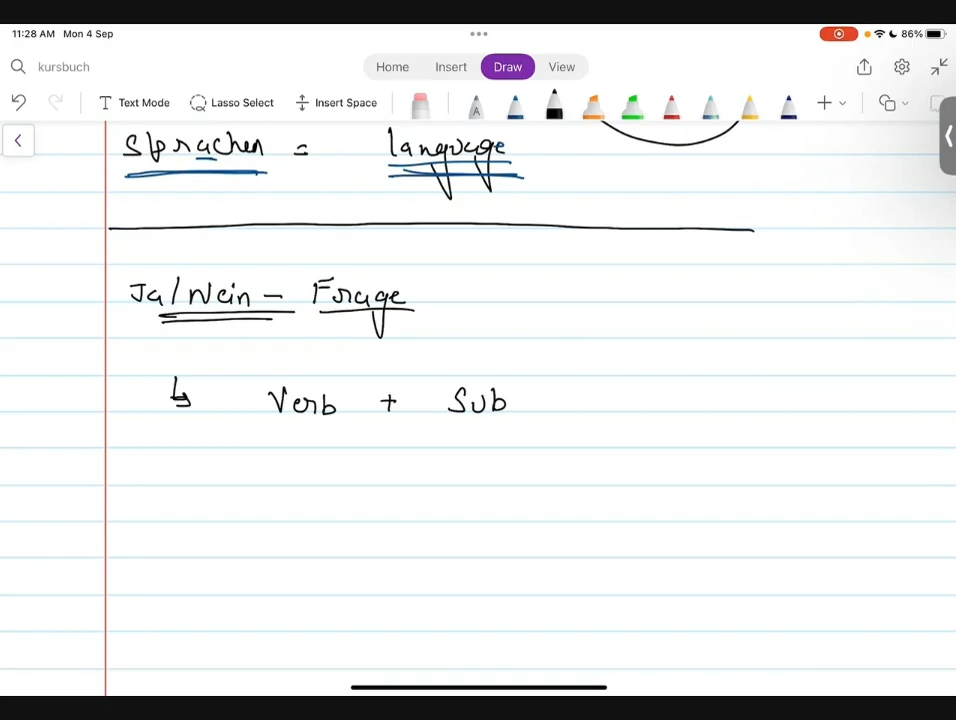 11:28 AM Mon 4 Sep
86%
kursbuch
Home Insert Draw View
Text Mode Lasso Select Insert Space
Sprachen = language
Ja/Nein - Frage
↳ Verb + Sub